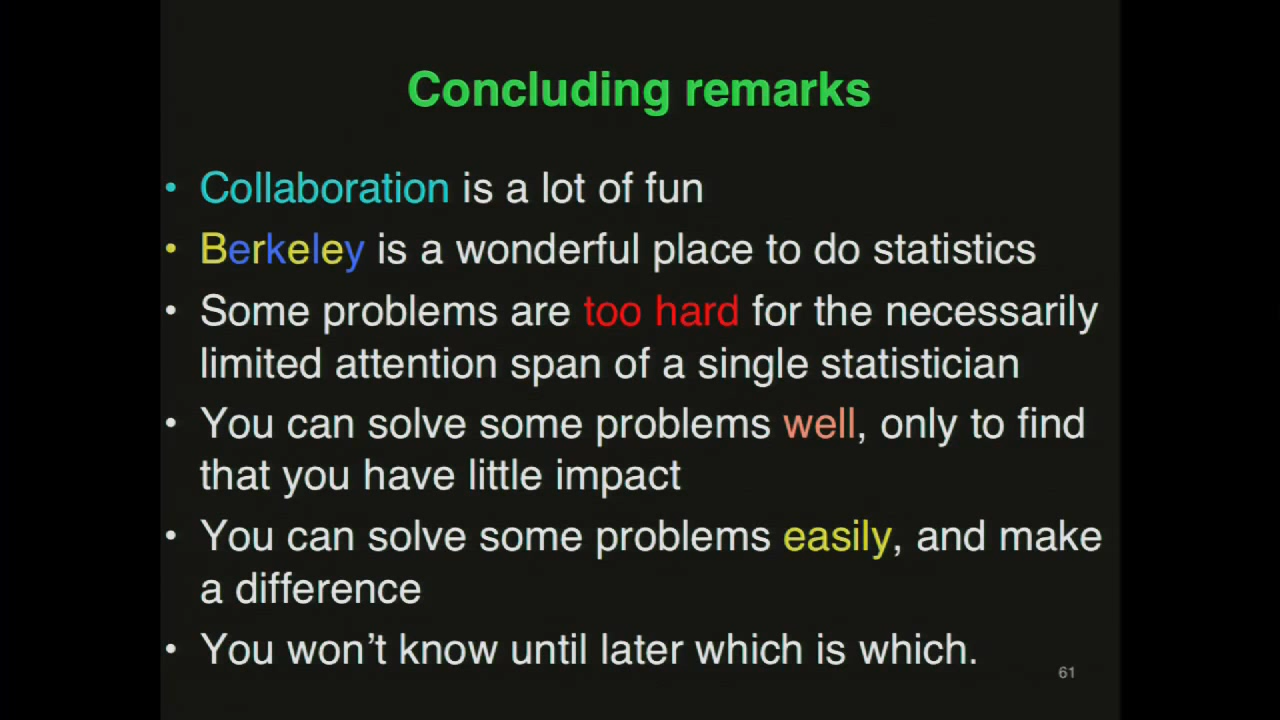 Concluding remarks
• Collaboration is a lot of fun
• Berkeley is a wonderful place to do statistics
• Some problems are too hard for the necessarily
limited attention span of a single statistician
• You can solve some problems well, only to find
that you have little impact
• You can solve some problems easily, and make
a difference
• You won’t know until later which is which.
61